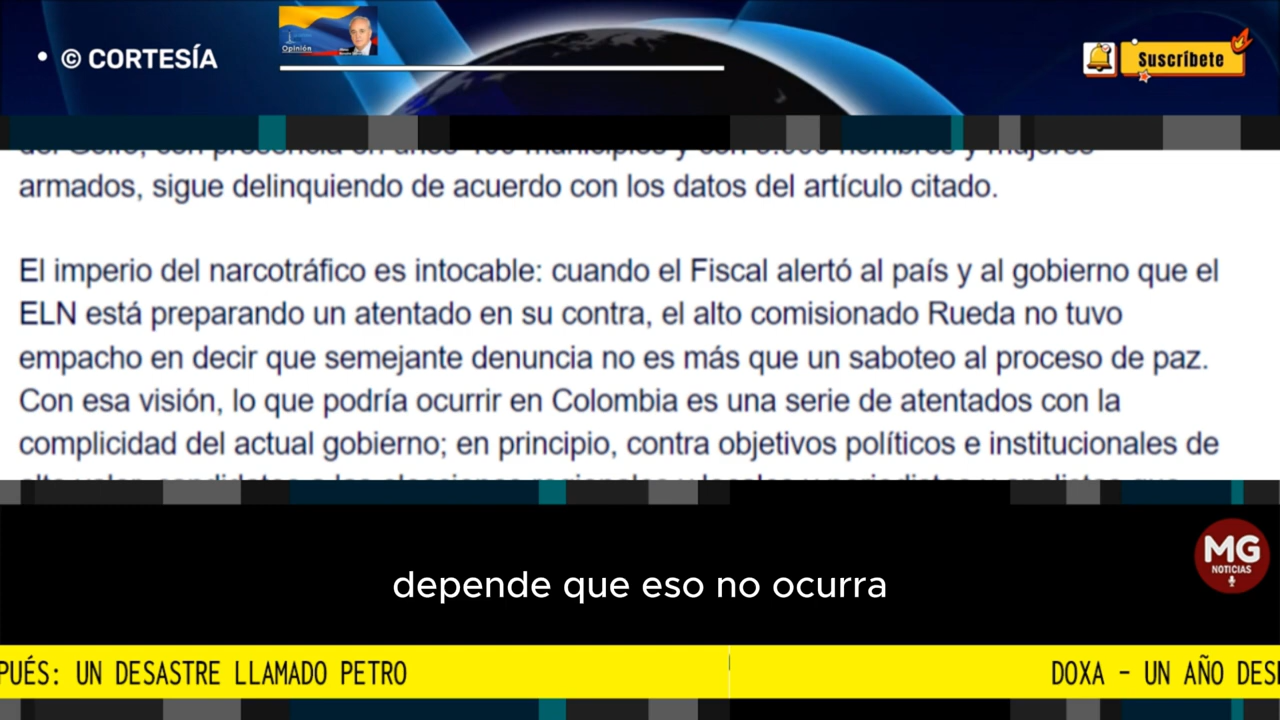 • © CORTESÍA
Opinión
Suscríbete
armados, sigue delinquiendo de acuerdo con los datos del artículo citado.
El imperio del narcotráfico es intocable: cuando el Fiscal alertó al país y al gobierno que el
ELN está preparando un atentado en su contra, el alto comisionado Rueda no tuvo
empacho en decir que semejante denuncia no es más que un saboteo al proceso de paz.
Con esa visión, lo que podría ocurrir en Colombia es una serie de atentados con la
complicidad del actual gobierno; en principio, contra objetivos políticos e institucionales de
MG
NOTICIAS
depende que eso no ocurra
PUÉS: UN DESASTRE LLAMADO PETRO
DOXA - UN AÑO DES